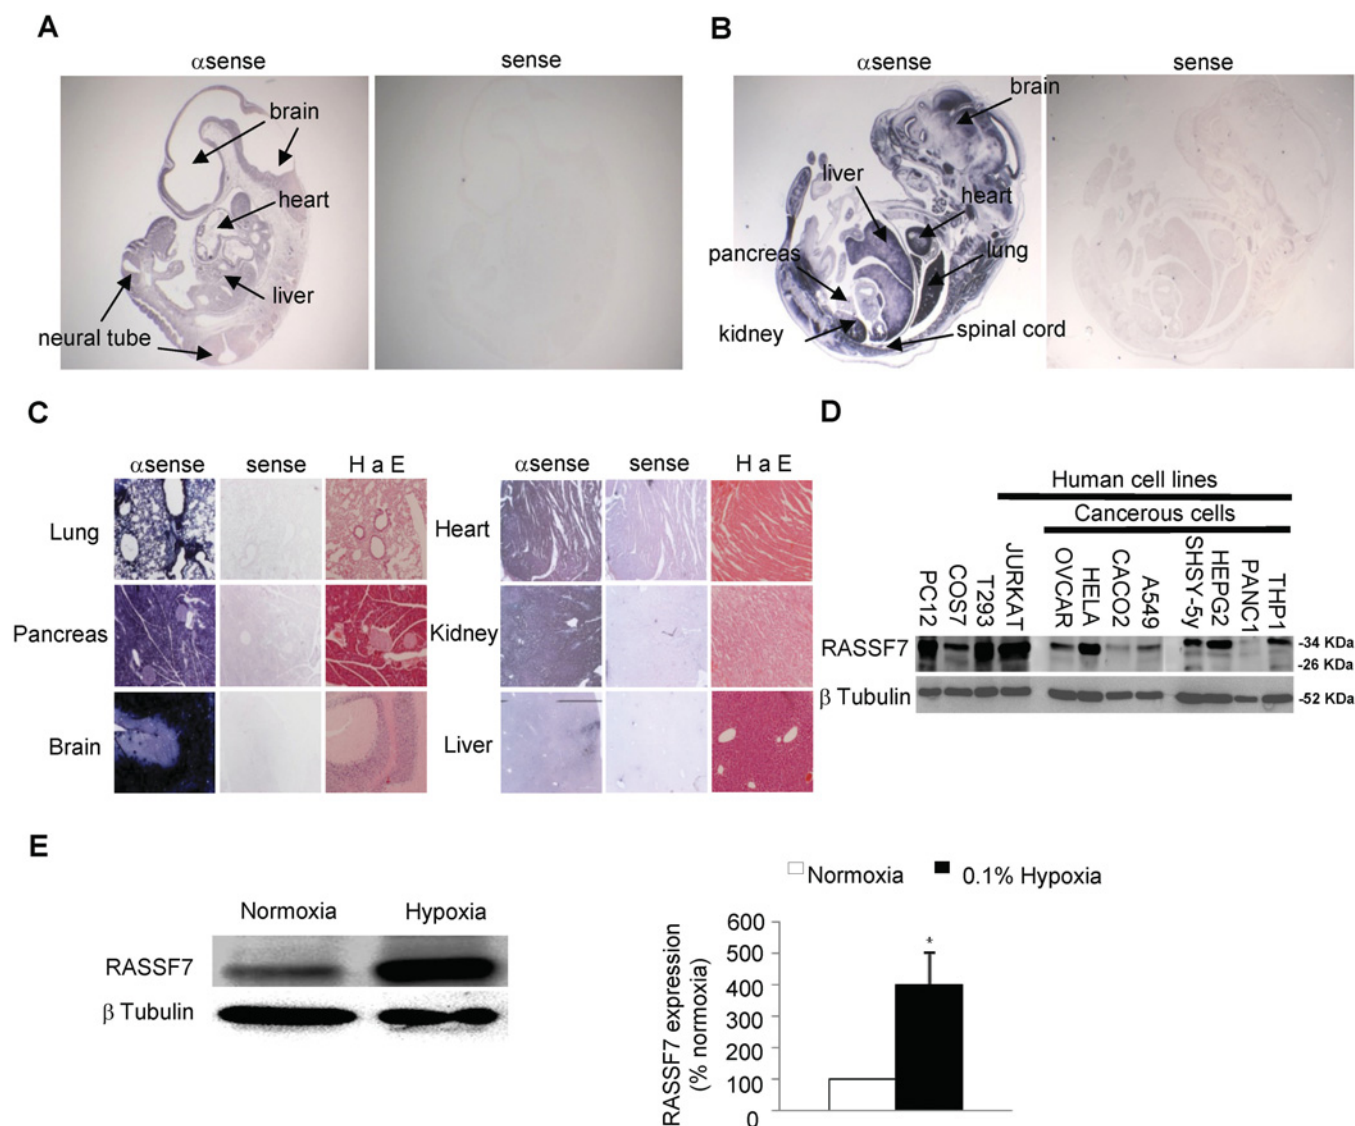 A
αsense
sense
brain
heart
liver
neural tube
B
αsense
sense
brain
liver
heart
pancreas
lung
kidney
spinal cord
C
αsense
sense
H a E
Lung
Pancreas
Brain
αsense
sense
H a E
Heart
Kidney
Liver
D
Human cell lines
Cancerous cells
PC12
COS7
T293
JURKAT
OVCAR
HELA
CACO2
A549
SHSY-5y
HEPG2
PANC1
THP1
RASSF7
-34 KDa
-26 KDa
β Tubulin
-52 KDa
E
Normoxia
Hypoxia
RASSF7
β Tubulin
Normoxia
0.1% Hypoxia
RASSF7 expression
(% normoxia)
600
500
400
300
200
100
0
*